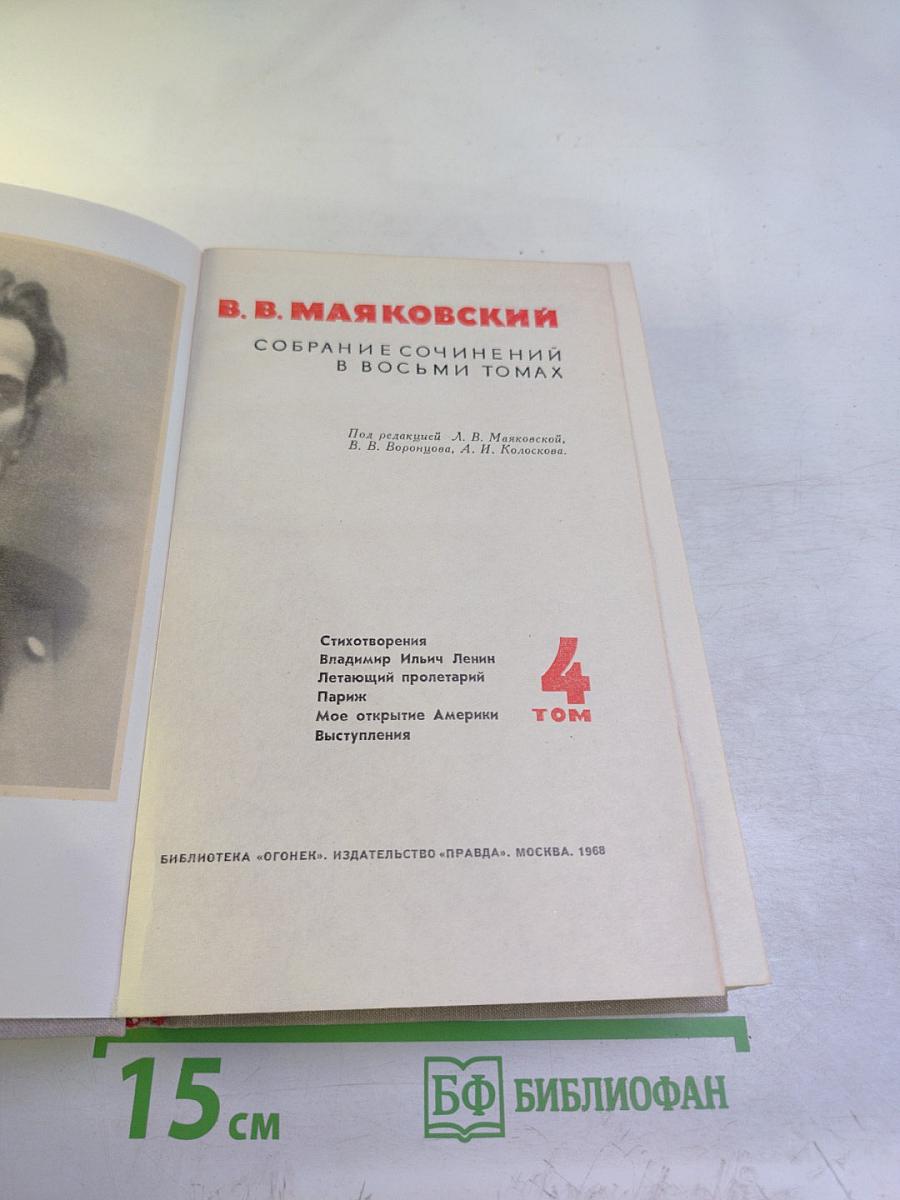 В. В. МАЯКОВСКИЙ
СОБРАНИЕ СОЧИНЕНИЙ
В ВОСЬМИ ТОМАХ
Под редакцией Л. В. Маяковской,
В. В. Воронцова, А. И. Колоскова.
Стихотворения
Владимир Ильич Ленин
Летающий пролетарий
Париж
Мое открытие Америки
Выступления
4
ТОМ
БИБЛИОТЕКА «ОГОНЕК». ИЗДАТЕЛЬСТВО «ПРАВДА». МОСКВА. 1968
15 см
БФ БИБЛИОФАН